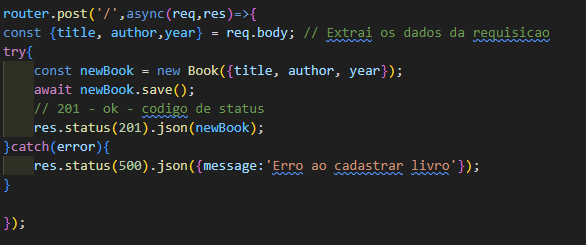 router.post('/',async(req,res)=>{
const {title, author,year} = req.body; // Extrai os dados da requisicao
try{
    const newBook = new Book({title, author, year});
    await newBook.save();
    // 201 - ok - codigo de status
    res.status(201).json(newBook);
}catch(error){
    res.status(500).json({message:'Erro ao cadastrar livro'});
}
});